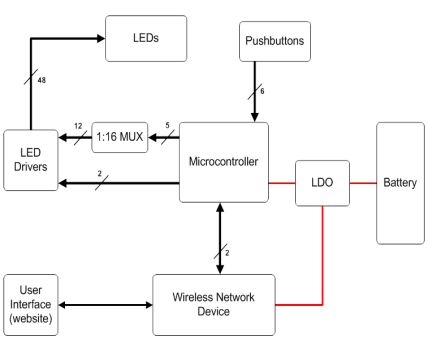 LEDs
Pushbuttons
48
6
12
1:16 MUX
5
LED
Drivers
2
Microcontroller
LDO
Battery
2
User
Interface
(website)
Wireless Network
Device